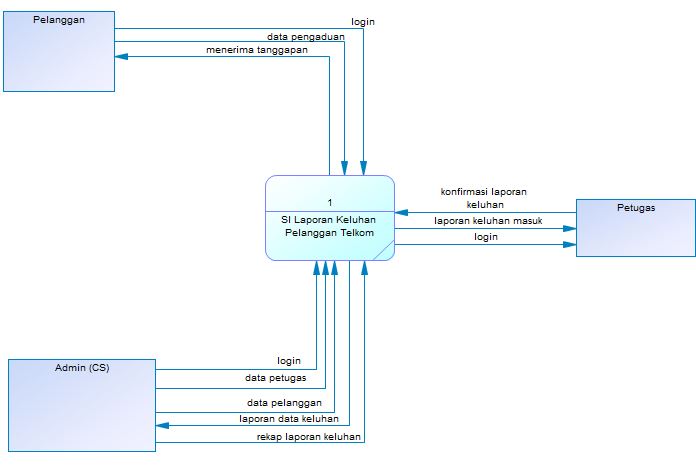 Pelanggan
login
data pengaduan
menerima tanggapan
1
SI Laporan Keluhan
Pelanggan Telkom
konfirmasi laporan
keluhan
laporan keluhan masuk
login
Petugas
Admin (CS)
login
data petugas
data pelanggan
laporan data keluhan
rekap laporan keluhan